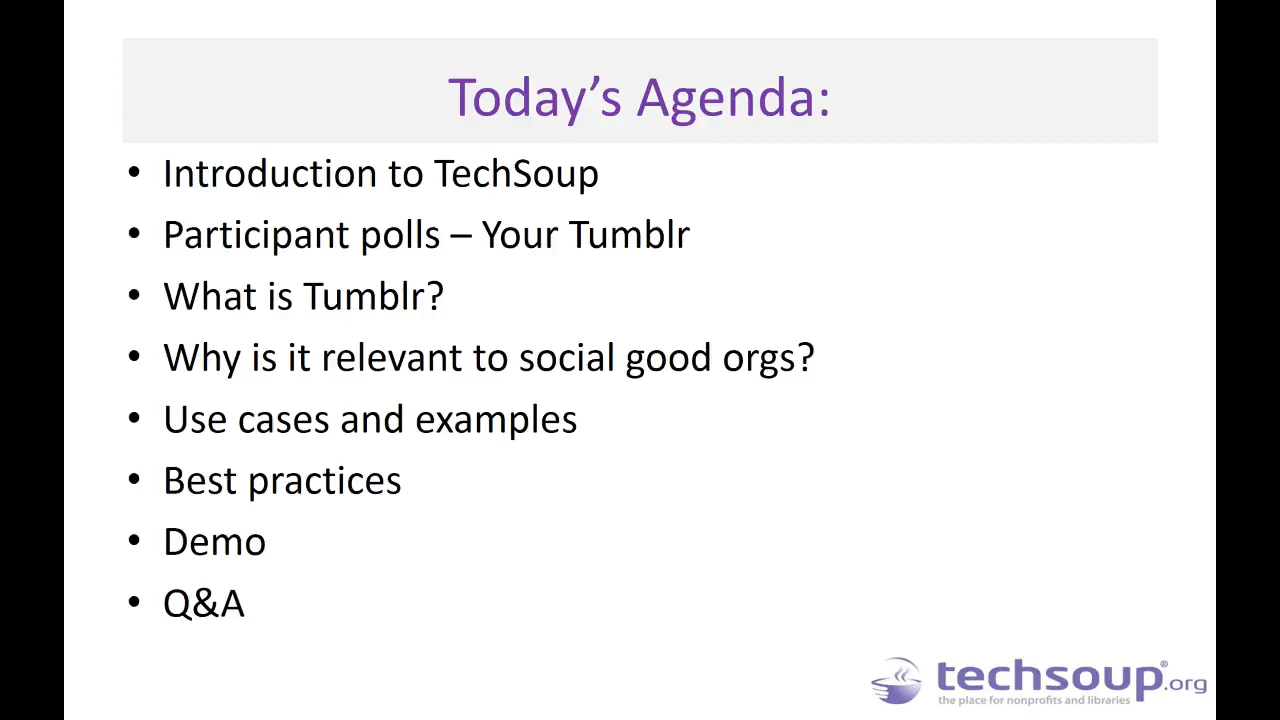 Today's Agenda:
• Introduction to TechSoup
• Participant polls – Your Tumblr
• What is Tumblr?
• Why is it relevant to social good orgs?
• Use cases and examples
• Best practices
• Demo
• Q&A
techsoup®.org
the place for nonprofits and libraries